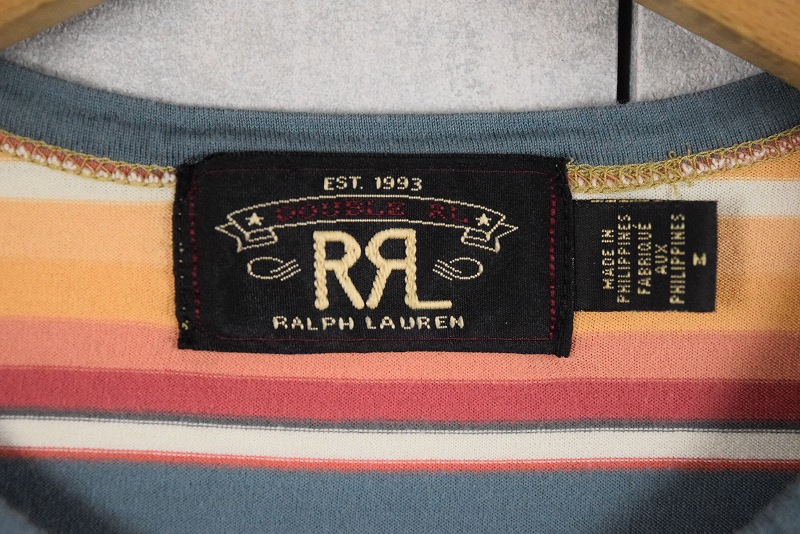 EST. 1993
DOUBLE RL
RRL
RALPH LAUREN
MADE IN
PHILIPPINES
FABRIQUÉ
AUX
PHILIPPINES
M